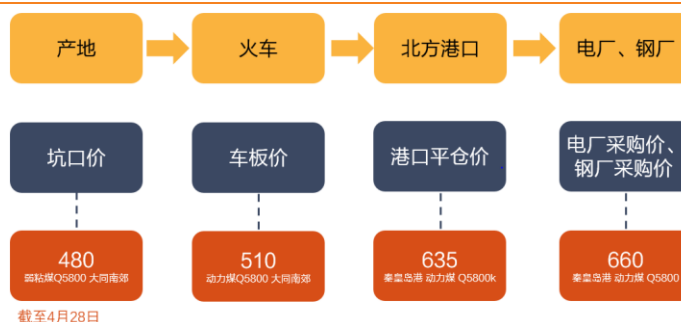 产地
火车
北方港口
电厂、钢厂
坑口价
车板价
港口平仓价
电厂采购价、
钢厂采购价
480
弱粘煤Q5800 大同南郊
510
动力煤Q5800 大同南郊
635
秦皇岛港 动力煤 Q5800k
660
秦皇岛港 动力煤 Q5800
截至4月28日